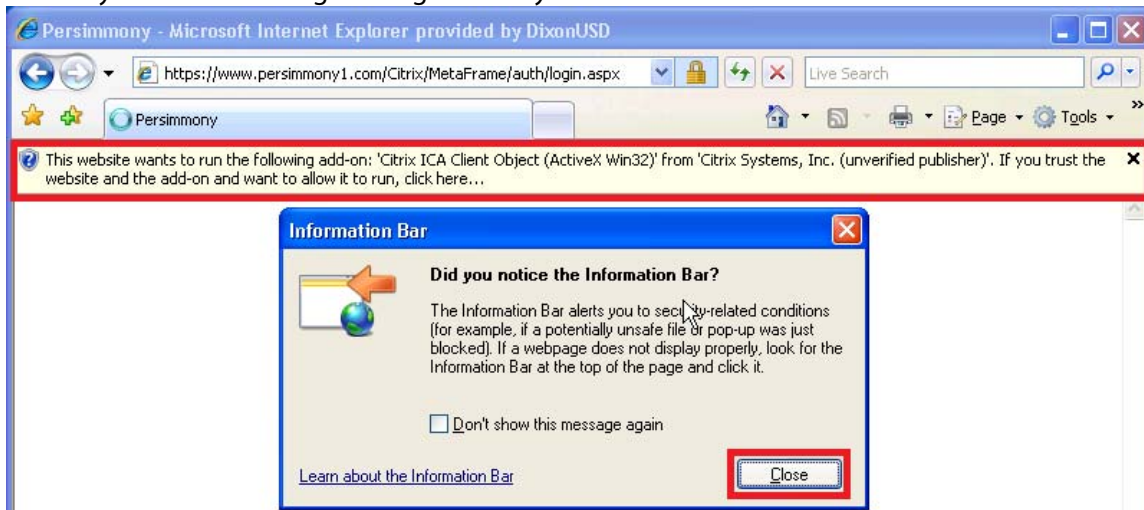 Persimmony - Microsoft Internet Explorer provided by DixonUSD
https://www.persimmony1.com/Citrix/MetaFrame/auth/login.aspx
Live Search
Persimmony
Page
Tools
This website wants to run the following add-on: 'Citrix ICA Client Object (ActiveX Win32)' from 'Citrix Systems, Inc. (unverified publisher)'. If you trust the
website and the add-on and want to allow it to run, click here...
Information Bar
Did you notice the Information Bar?
The Information Bar alerts you to security-related conditions
(for example, if a potentially unsafe file or pop-up was just
blocked). If a webpage does not display properly, look for the
Information Bar at the top of the page and click it.
Don't show this message again
Learn about the Information Bar
Close